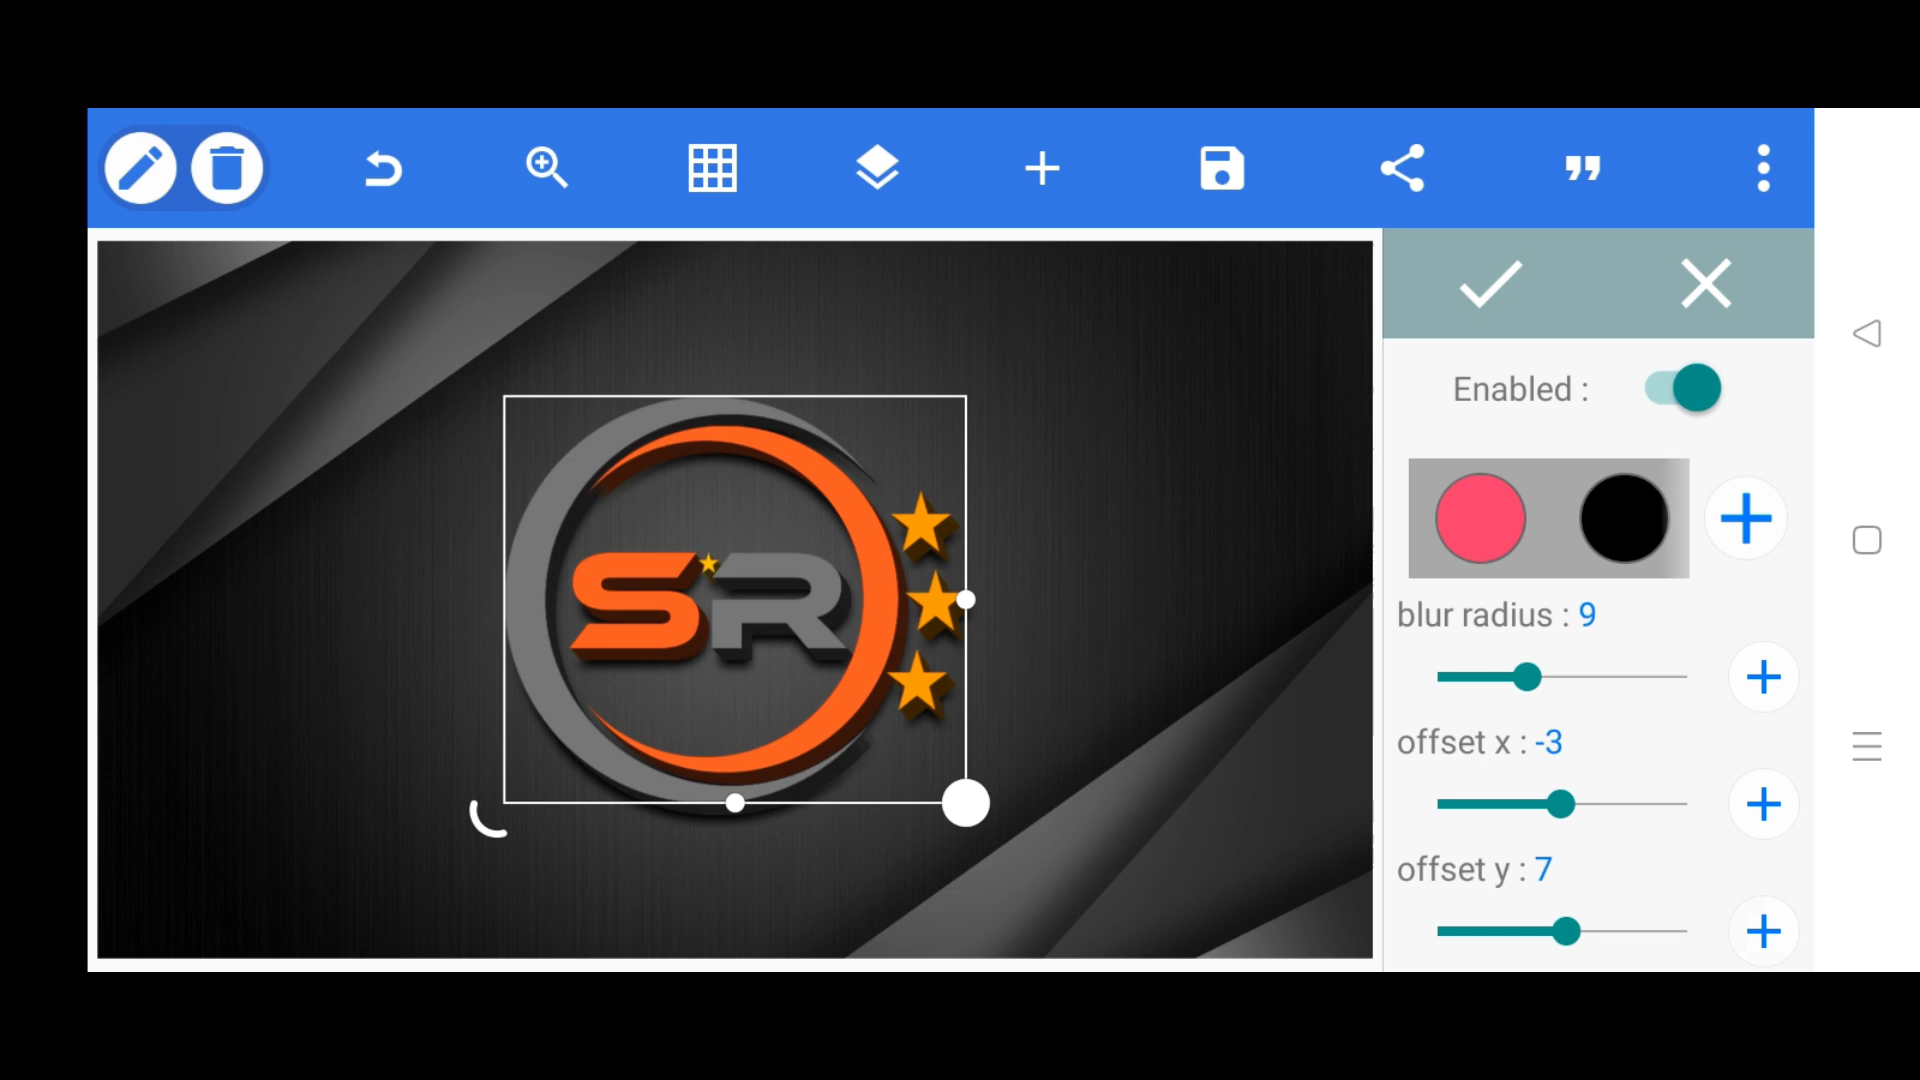 Enabled :
blur radius : 9
offset x : -3
offset y : 7
SR